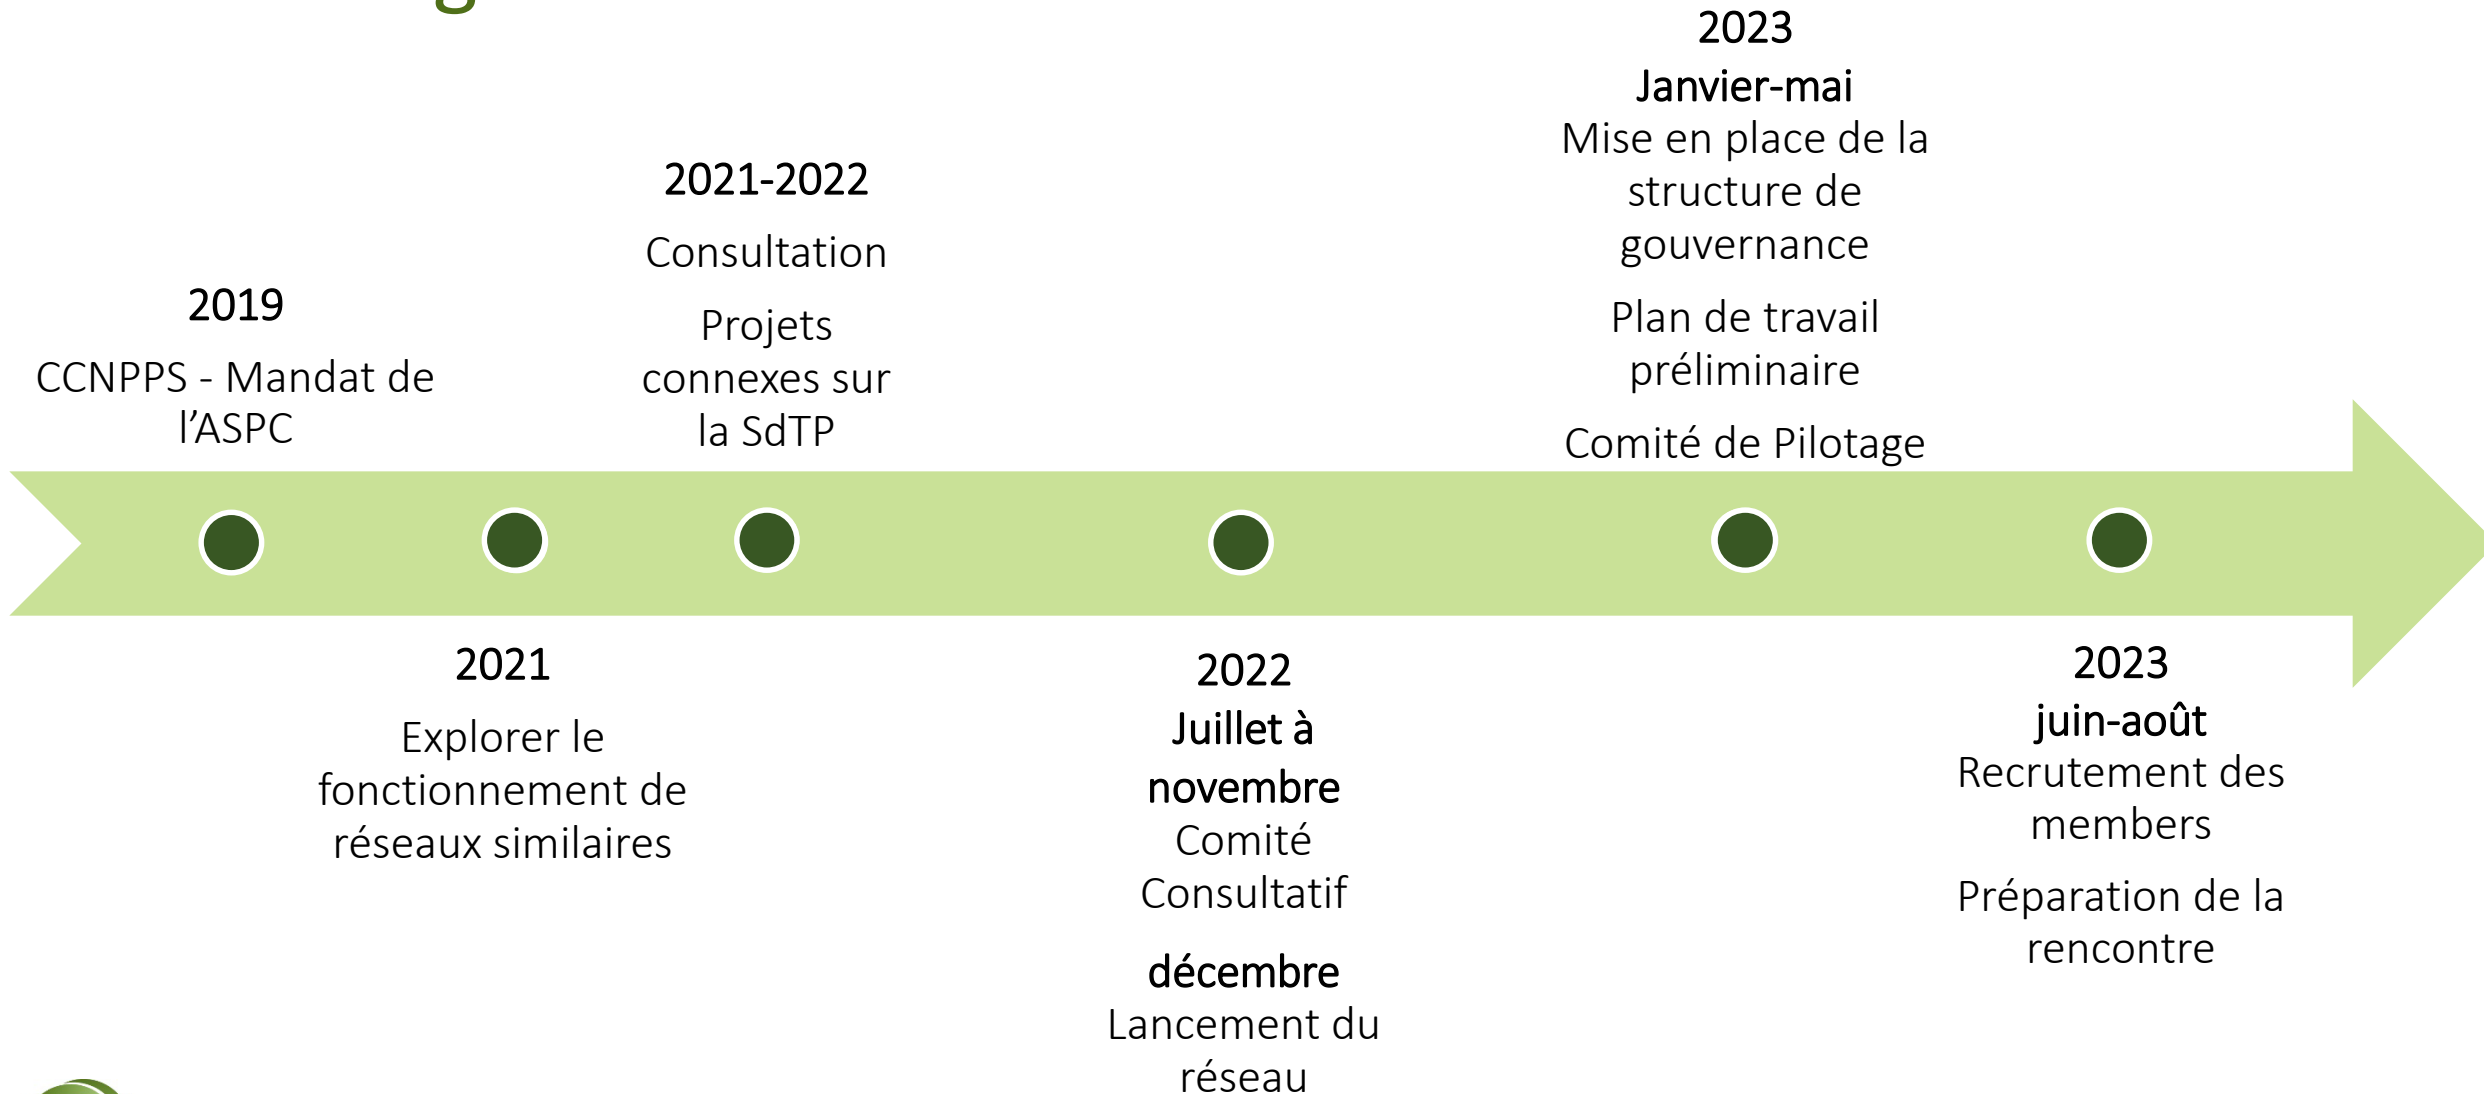 2019
CCNPPS - Mandat de
l’ASPC
2021
Explorer le
fonctionnement de
réseaux similaires
2021-2022
Consultation
Projets
connexes sur
la SdTP
2022
Juillet à
novembre
Comité
Consultatif
décembre
Lancement du
réseau
2023
Janvier-mai
Mise en place de la
structure de
gouvernance
Plan de travail
préliminaire
Comité de Pilotage
2023
juin-août
Recrutement des
members
Préparation de la
rencontre